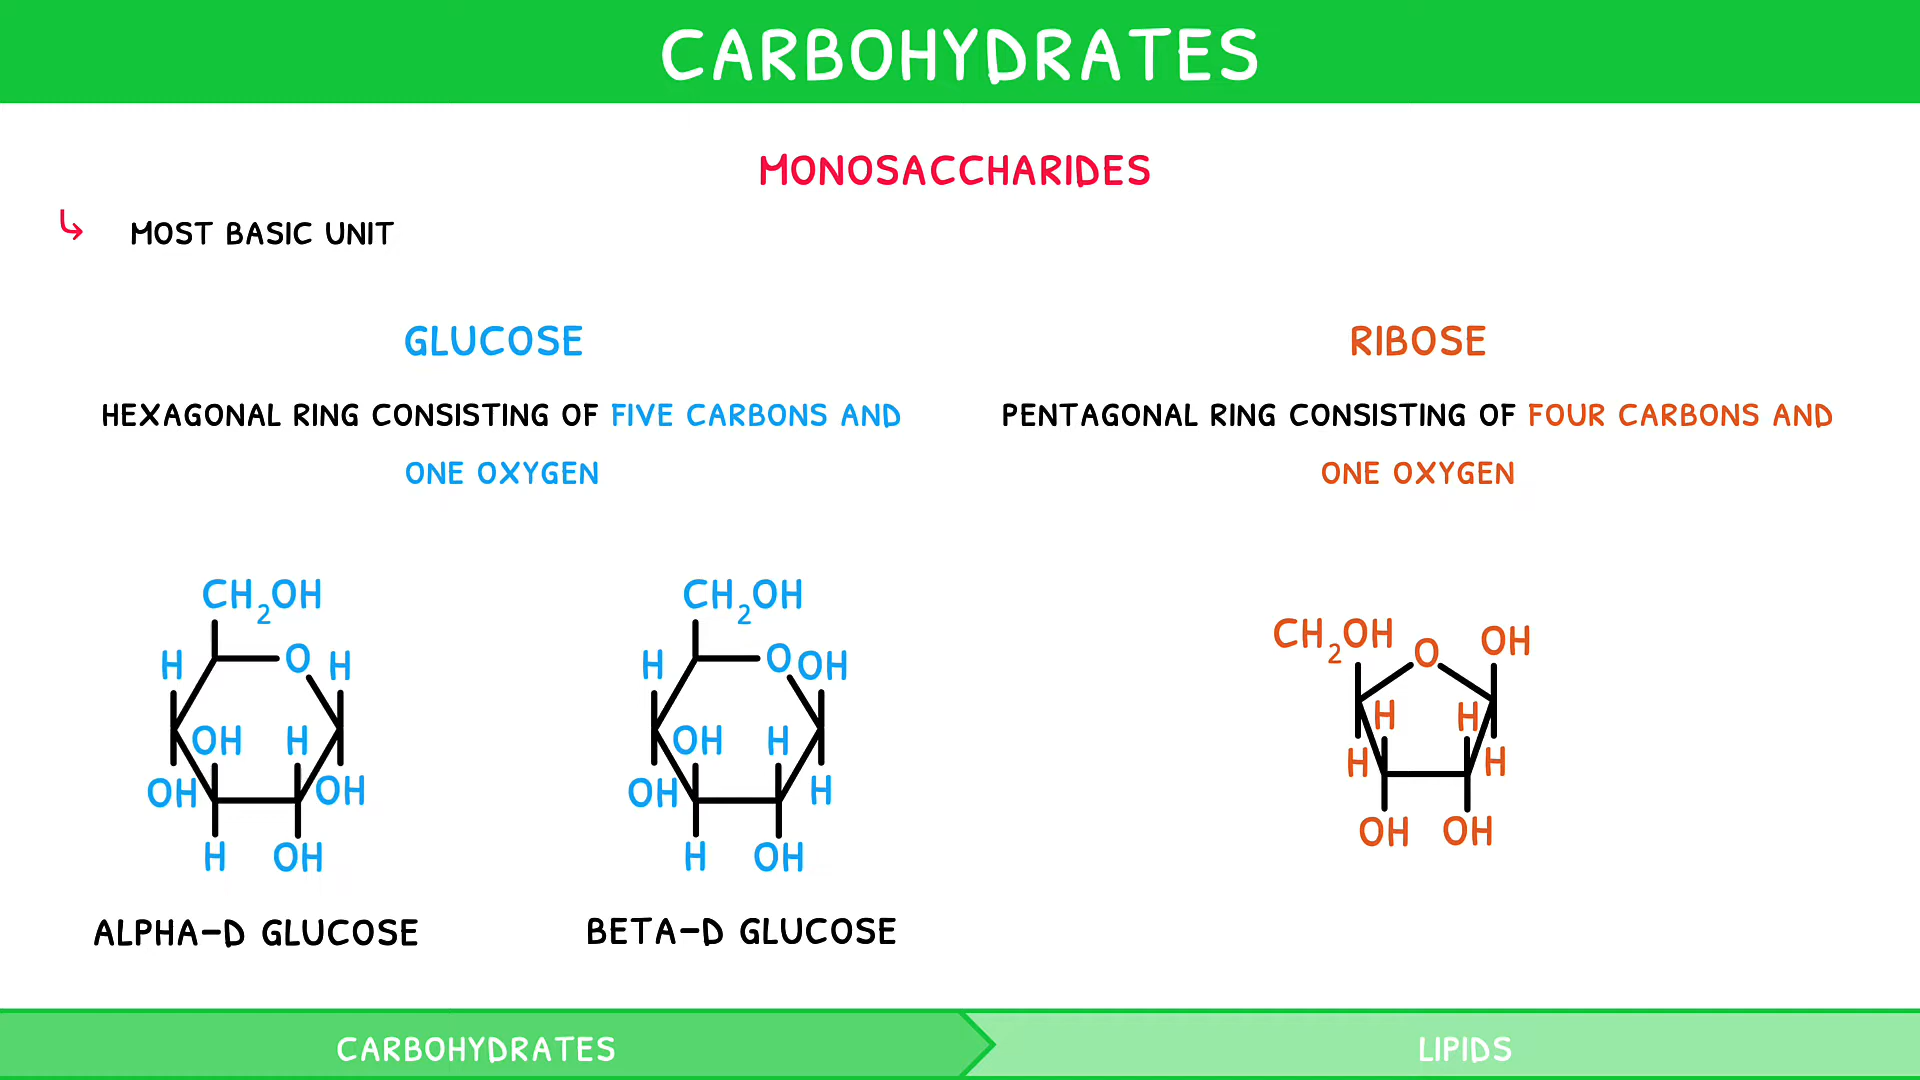 CARBOHYDRATES
MONOSACCHARIDES
↳ MOST BASIC UNIT
GLUCOSE
HEXAGONAL RING CONSISTING OF FIVE CARBONS AND
ONE OXYGEN
CH₂OH
H O H
OH H
OH OH
H OH
ALPHA-D GLUCOSE
CH₂OH
H O OH
OH H
OH H
H OH
BETA-D GLUCOSE
RIBOSE
PENTAGONAL RING CONSISTING OF FOUR CARBONS AND
ONE OXYGEN
CH₂OH O OH
H H
H H
OH OH
CARBOHYDRATES
LIPIDS